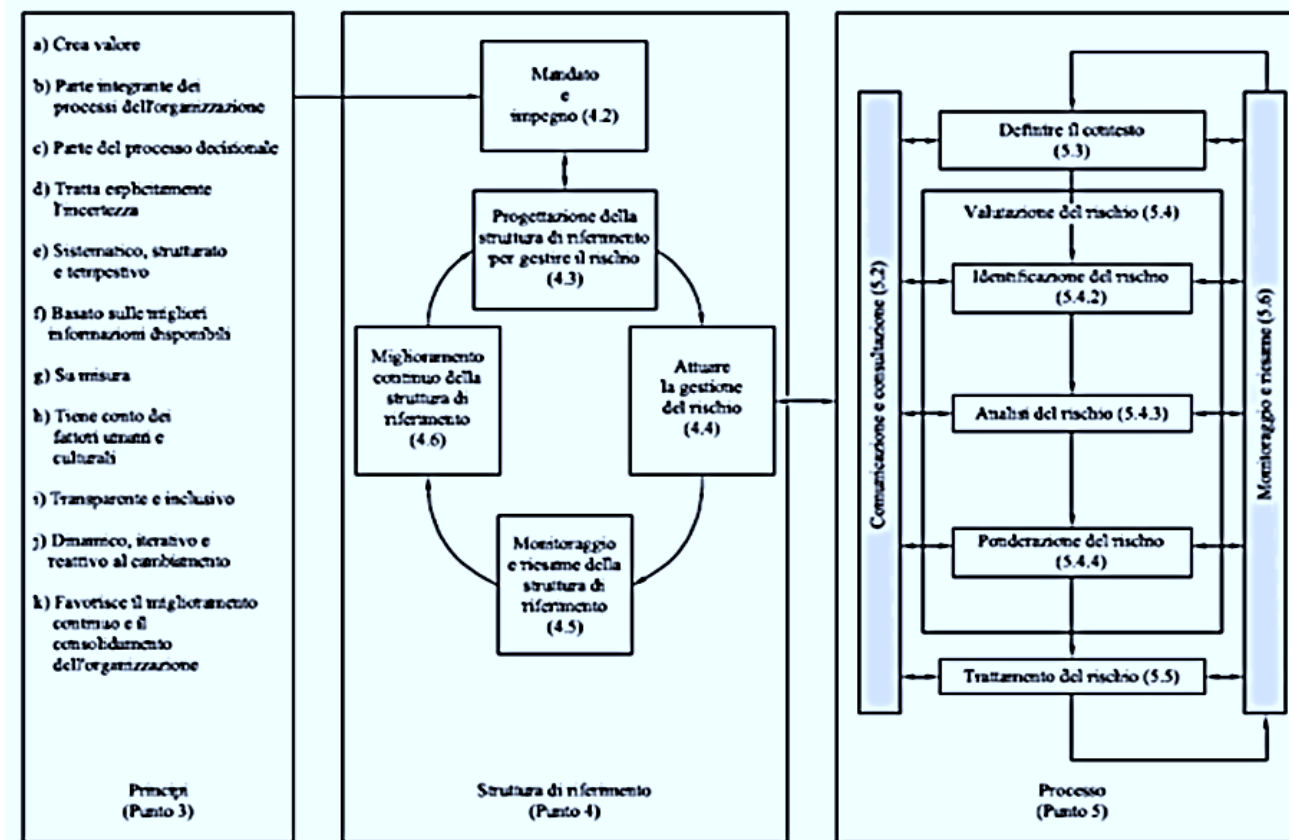 a) Crea valore
b) Parte integrante dei
processi dell'organizzazione
c) Parte del processo decisionale
d) Tratta esplicitamente
l'incertezza
e) Sistematico, strutturato
e tempestivo
f) Basato sulle migliori
informazioni disponibili
g) Su misura
h) Tiene conto dei
fattori umani e
culturali
i) Transparente e inclusivo
j) Dinamico, iterativo e
reattivo al cambiamento
k) Favorisce il miglioramento
continuo e il
consolidamento
dell'organizzazione
Principi
(Punto 3)
Mandato
e
impegno (4.2)
Progettazione della
struttura di riferimento
per gestire il rischio
(4.3)
Miglioramento
continuo della
struttura di
riferimento
(4.6)
Attuare
la gestione
del rischio
(4.4)
Monitoraggio
e riesame della
struttura di
riferimento
(4.5)
Struttura di riferimento
(Punto 4)
Comunicazione e consultazione (5.2)
Definire il contesto
(5.3)
Valutazione del rischio (5.4)
Identificazione del rischio
(5.4.2)
Analisi del rischio (5.4.3)
Ponderazione del rischio
(5.4.4)
Trattamento del rischio (5.5)
Monitoraggio e riesame (5.6)
Processo
(Punto 5)